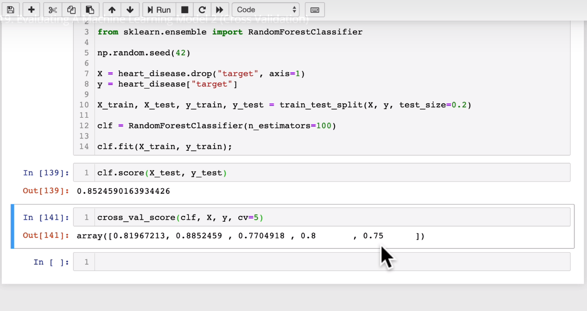 Run
Code
3 from sklearn.ensemble import RandomForestClassifier
4
5 np.random.seed(42)
6
7 X = heart_disease.drop("target", axis=1)
8 y = heart_disease["target"]
9
10 X_train, X_test, y_train, y_test = train_test_split(X, y, test_size=0.2)
11
12 clf = RandomForestClassifier(n_estimators=100)
13
14 clf.fit(X_train, y_train);
In [139]: 1 clf.score(X_test, y_test)
Out[139]: 0.8524590163934426
In [141]: 1 cross_val_score(clf, X, y, cv=5)
Out[141]: array([0.81967213, 0.8852459 , 0.7704918 , 0.8 , 0.75 ])
In [ ]: 1